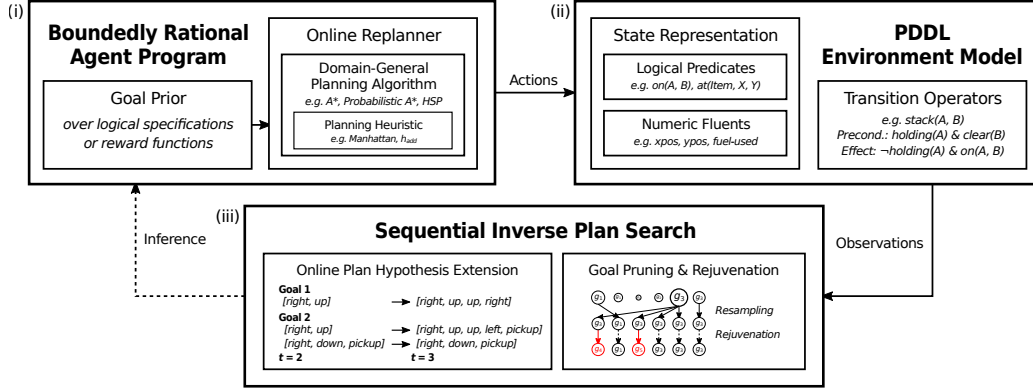 (i)
Boundedly Rational
Agent Program
Goal Prior
over logical specifications
or reward functions
Online Replanner
Domain-General
Planning Algorithm
e.g. A*, Probabilistic A*, HSP
Planning Heuristic
e.g. Manhattan, h_add
Actions
(ii)
State Representation
Logical Predicates
e.g. on(A, B), at(Item, X, Y)
Numeric Fluents
e.g. xpos, ypos, fuel-used
PDDL
Environment Model
Transition Operators
e.g. stack(A, B)
Precond.: holding(A) & clear(B)
Effect: ¬holding(A) & on(A, B)
Inference
Observations
(iii)
Sequential Inverse Plan Search
Online Plan Hypothesis Extension
Goal 1
[right, up]
[right, up, up, right]
Goal 2
[right, up]
[right, up, up, left, pickup]
[right, down, pickup]
[right, down, pickup]
t = 2
t = 3
Goal Pruning & Rejuvenation
g₁
g₃
Resampling
Rejuvenation